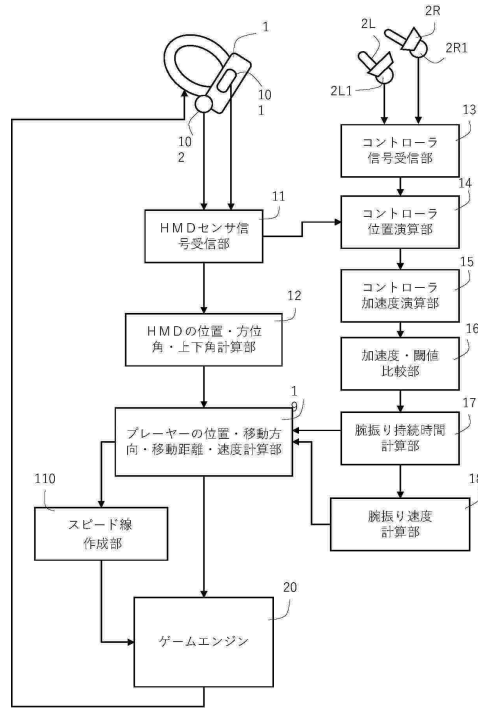 1
2L
2R
2R1
2L1
10
1
10
2
13
コントローラ
信号受信部
14
コントローラ
位置演算部
11
HMDセンサ信
号受信部
15
コントローラ
加速度演算部
12
HMDの位置・方位
角・上下角計算部
16
加速度・閾値
比較部
1
9
プレーヤーの位置・移動方
向・移動距離・速度計算部
17
腕振り持続時間
計算部
18
腕振り速度
計算部
110
スピード線
作成部
20
ゲームエンジン